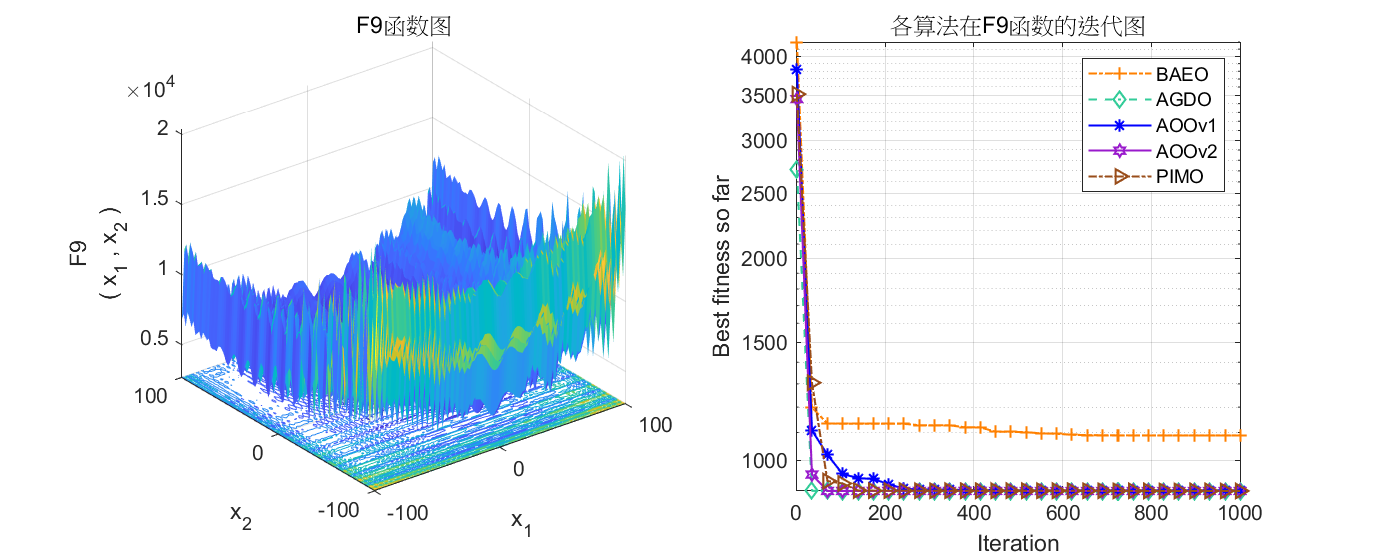 F9函数图
×10⁴
2
1.5
1
0.5
F9
( x₁ , x₂ )
100
0
-100
x₂
-100
0
100
x₁
各算法在F9函数的迭代图
4000
3500
3000
2500
2000
1500
1000
Best fitness so far
0
200
400
600
800
1000
Iteration
BAEO
AGDO
AOOv1
AOOv2
PIMO